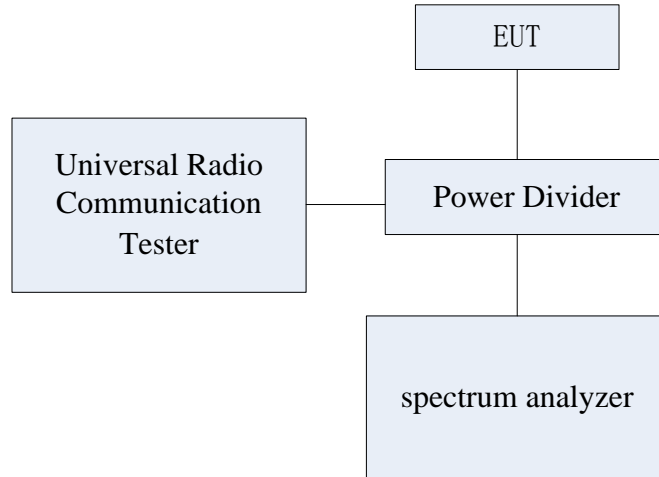 EUT
Universal Radio
Communication
Tester
Power Divider
spectrum analyzer